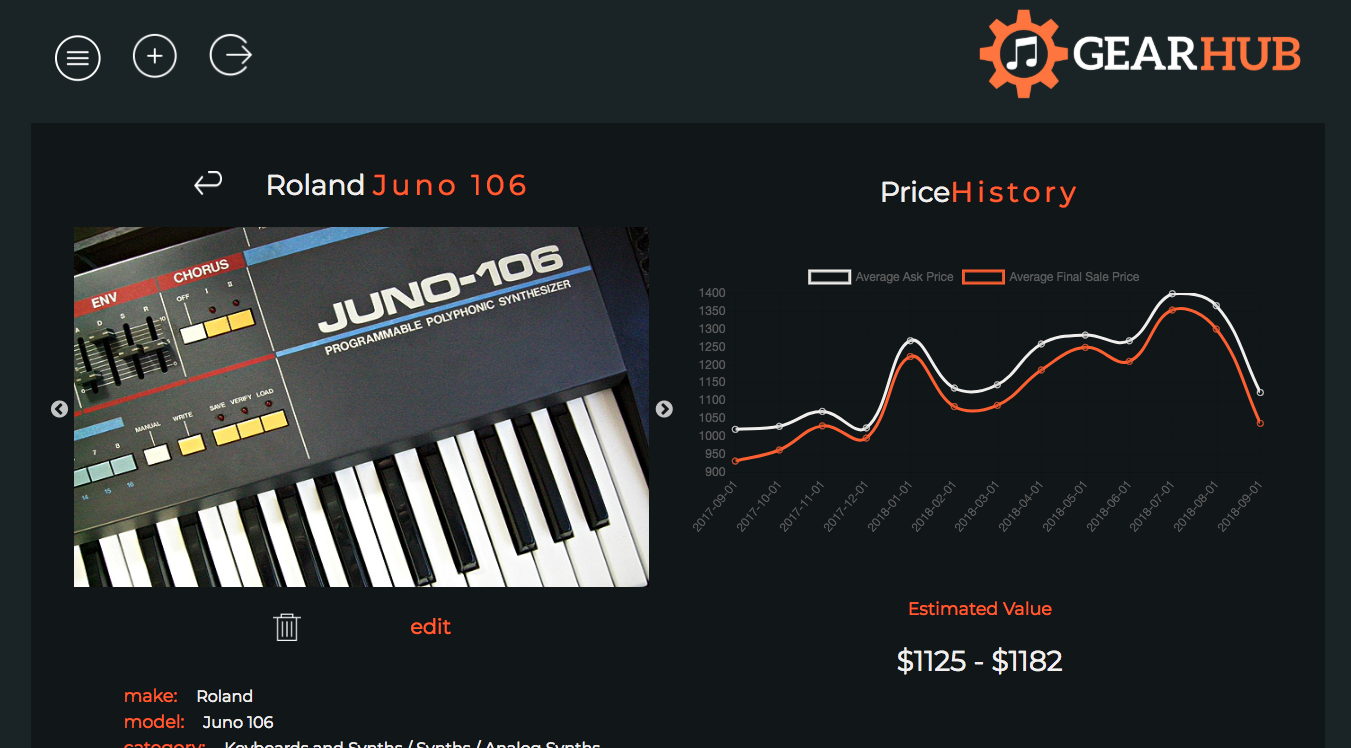 GEARHUB
Roland Juno 106
ENV
A D S R
10
0
CHORUS
OFF I II
JUNO-106
PROGRAMMABLE POLYPHONIC SYNTHESIZER
MANUAL WRITE SAVE VERIFY LOAD
7 8
14 15 16
edit
make: Roland
model: Juno 106
category: Keyboards and Synths / Synths / Analog Synths
PriceHistory
Average Ask Price Average Final Sale Price
1400
1350
1300
1250
1200
1150
1100
1050
1000
950
900
2017-09-01 2017-10-01 2017-11-01 2017-12-01 2018-01-01 2018-02-01 2018-03-01 2018-04-01 2018-05-01 2018-06-01 2018-07-01 2018-08-01 2018-09-01
Estimated Value
$1125 - $1182